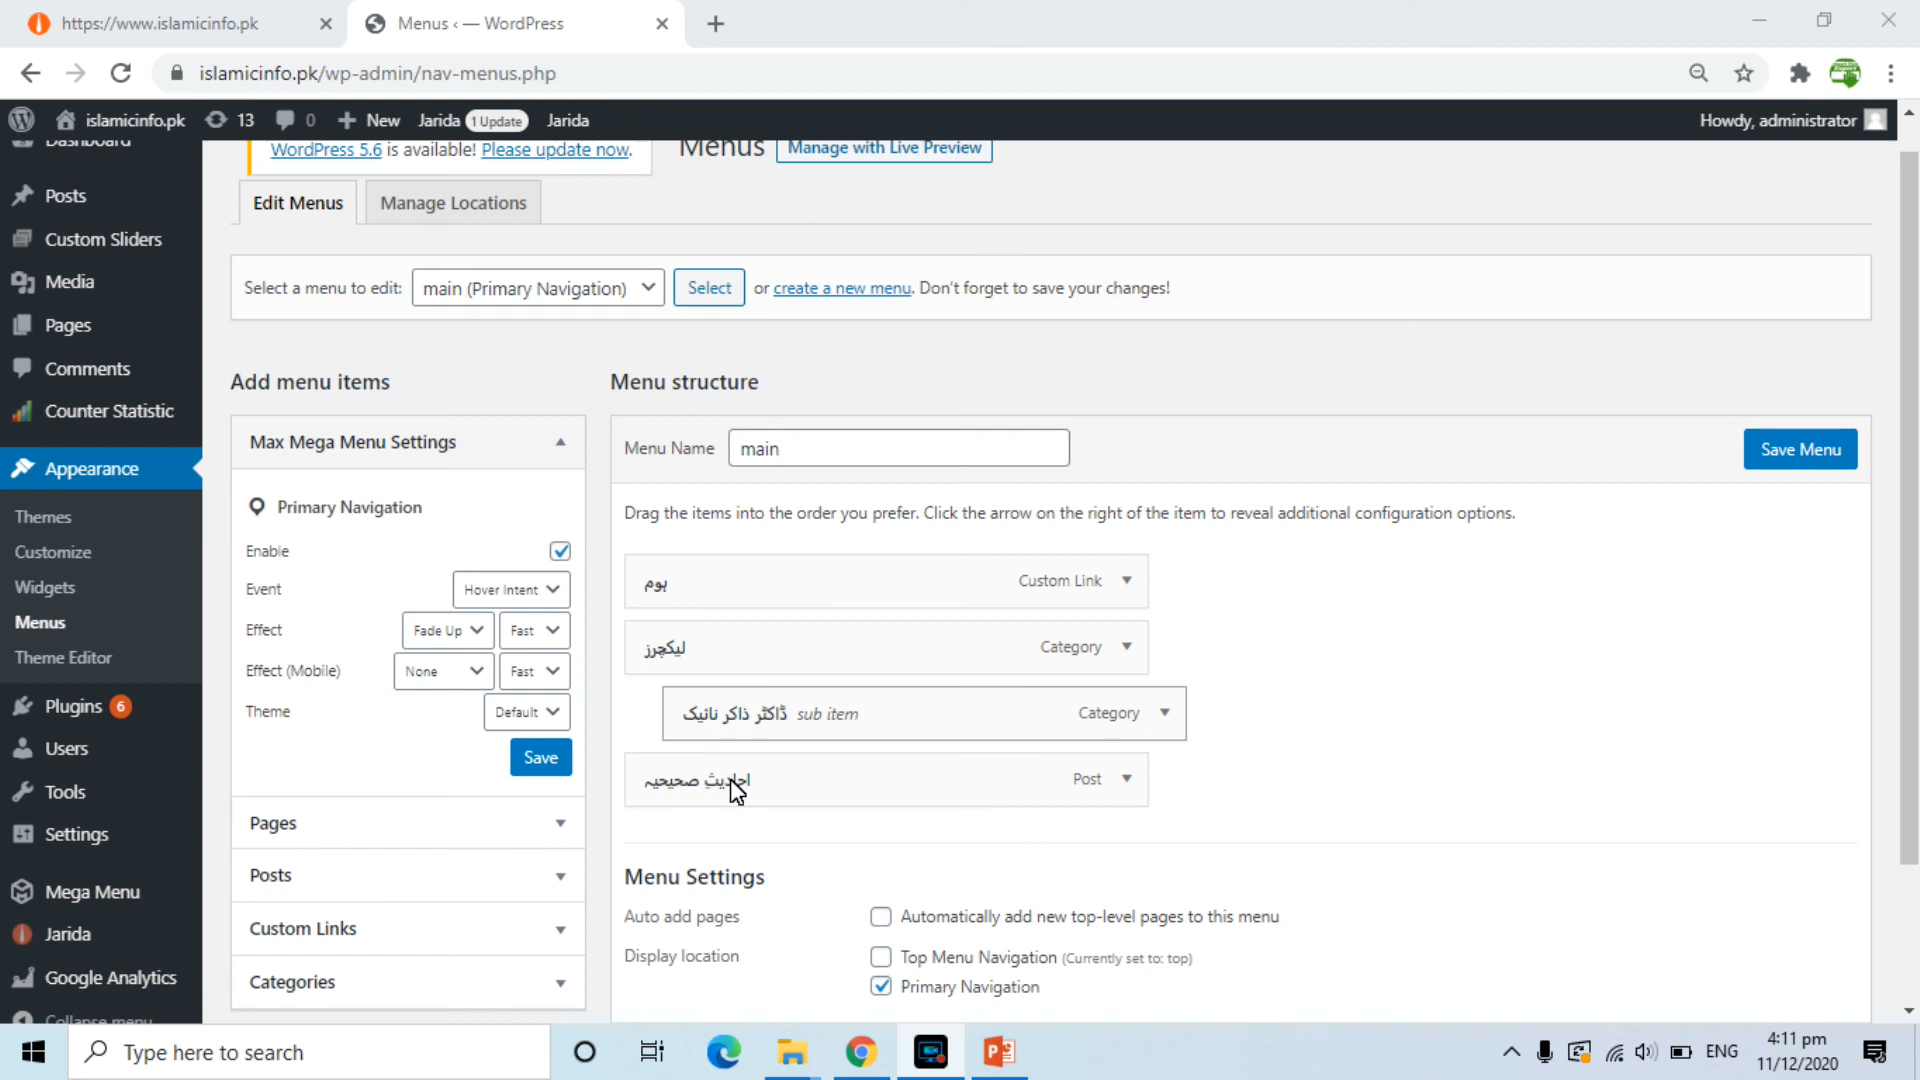 https://www.islamicinfo.pk
Menus ‹ — WordPress
islamicinfo.pk/wp-admin/nav-menus.php
islamicinfo.pk 13 0 New Jarida 1 Update Jarida
Howdy, administrator
Dashboard
Posts
Custom Sliders
Media
Pages
Comments
Counter Statistic
Appearance
Themes
Customize
Widgets
Menus
Theme Editor
Plugins 6
Users
Tools
Settings
Mega Menu
Jarida
Google Analytics
Collapse menu
WordPress 5.6 is available! Please update now.
Menus
Manage with Live Preview
Edit Menus
Manage Locations
Select a menu to edit: main (Primary Navigation) Select or create a new menu. Don't forget to save your changes!
Add menu items
Max Mega Menu Settings
Primary Navigation
Enable
Event Hover Intent
Effect Fade Up Fast
Effect (Mobile) None Fast
Theme Default
Save
Pages
Posts
Custom Links
Categories
Menu structure
Menu Name main
Save Menu
Drag the items into the order you prefer. Click the arrow on the right of the item to reveal additional configuration options.
ہوم Custom Link
لیکچرز Category
ڈاکٹر ذاکر نائیک sub item Category
احادیثِ صحیحیہ Post
Menu Settings
Auto add pages Automatically add new top-level pages to this menu
Display location Top Menu Navigation (Currently set to: top)
Primary Navigation
Type here to search
ENG
4:11 pm
11/12/2020